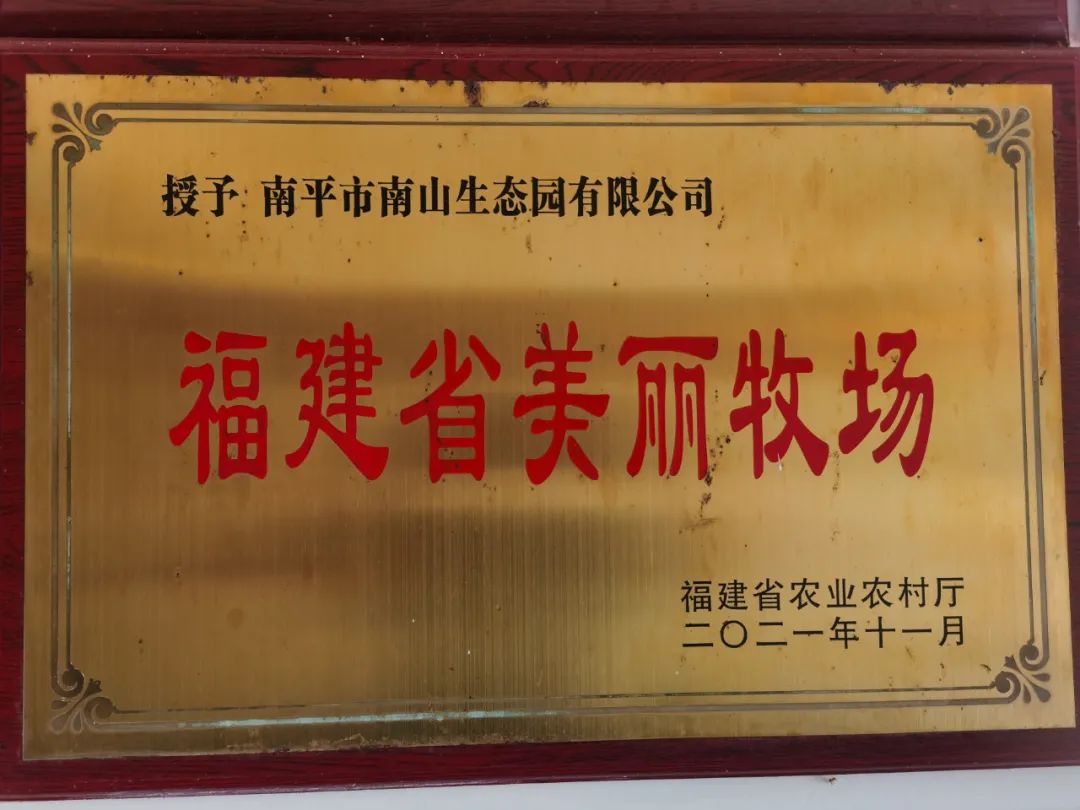 授予 南平市南山生态园有限公司
福建省美丽牧场
福建省农业农村厅
二〇二一年十一月